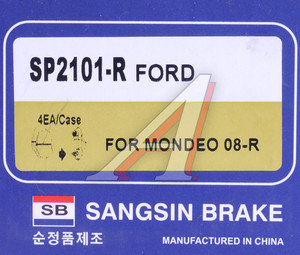 SP2101-R FORD
4EA/Case
FOR MONDEO 08-R
SB SANGSIN BRAKE
순정품제조 MANUFACTURED IN CHINA